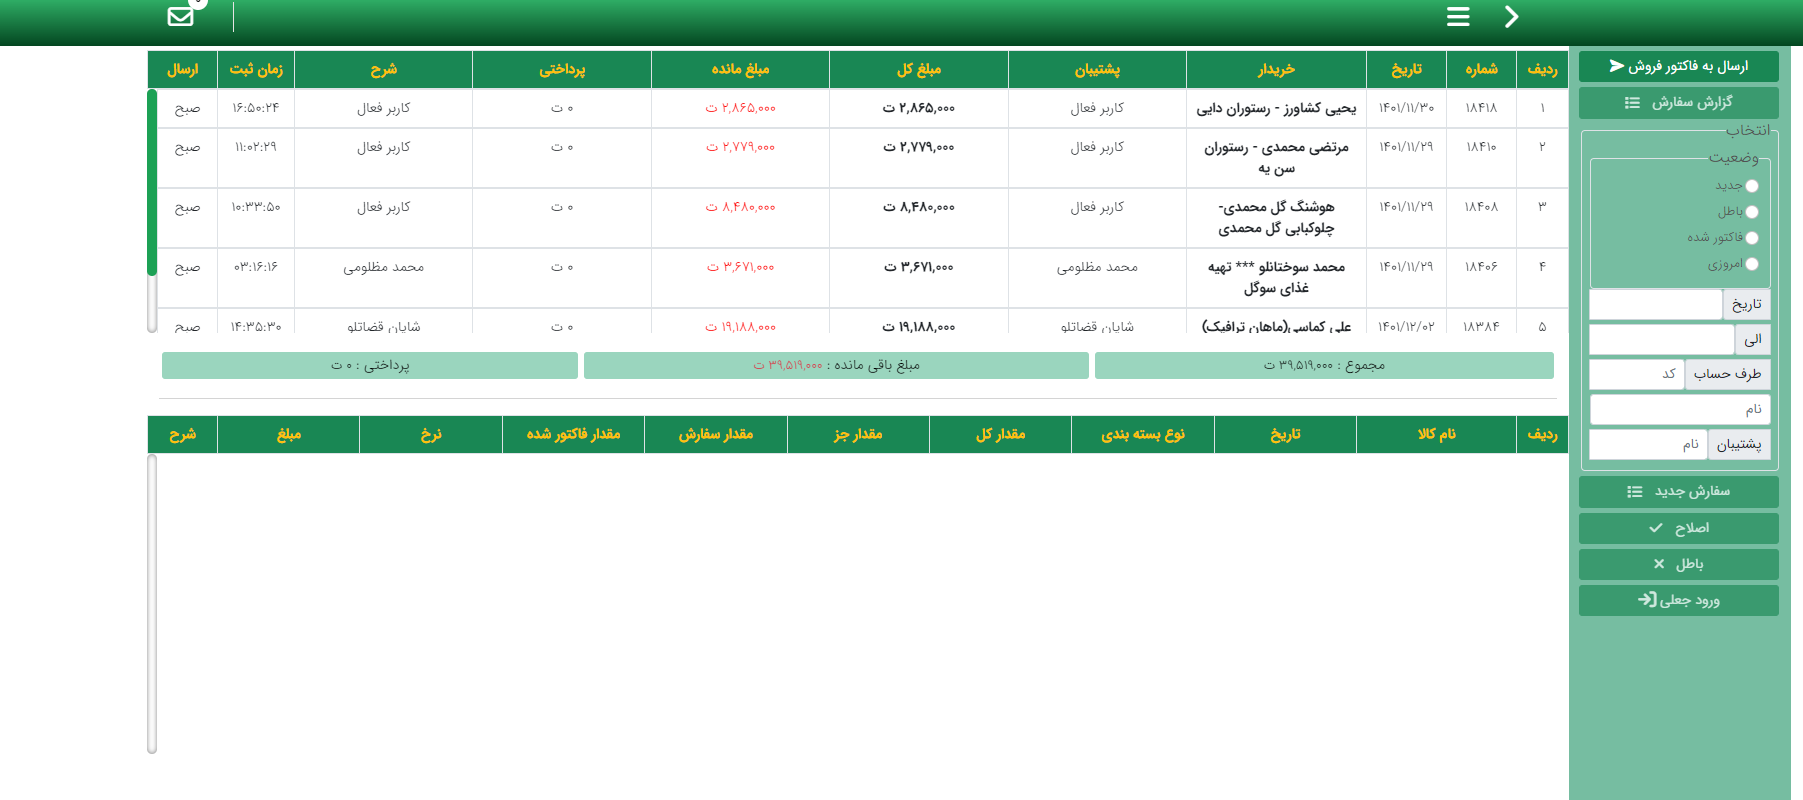 ارسال به فاکتور فروش
گزارش سفارش
انتخاب
وضعیت
جدید
باطل
فاکتور شده
امروزی
تاریخ
الی
طرف حساب کد
نام
پشتیبان نام
سفارش جدید
اصلاح
باطل
ورود جعلی
ردیف شماره تاریخ خریدار پشتیبان مبلغ کل مبلغ مانده پرداختی شرح زمان ثبت ارسال
۱ ۱۸۴۱۸ ۱۴۰۱/۱۱/۳۰ یحیی کشاورز - رستوران دایی کاربر فعال ۲,۸۶۵,۰۰۰ ت ۲,۸۶۵,۰۰۰ ت ۰ ت کاربر فعال ۱۶:۵۰:۲۴ صبح
۲ ۱۸۴۱۰ ۱۴۰۱/۱۱/۲۹ مرتضی محمدی - رستوران کاربر فعال ۲,۷۷۹,۰۰۰ ت ۲,۷۷۹,۰۰۰ ت ۰ ت کاربر فعال ۱۱:۰۲:۲۹ صبح
سن یه
۳ ۱۸۴۰۸ ۱۴۰۱/۱۱/۲۹ هوشنگ گل محمدی- کاربر فعال ۸,۴۸۰,۰۰۰ ت ۸,۴۸۰,۰۰۰ ت ۰ ت کاربر فعال ۱۰:۳۳:۵۰ صبح
چلوکبابی گل محمدی
۴ ۱۸۴۰۶ ۱۴۰۱/۱۱/۲۹ محمد سوختانلو *** تهیه محمد مظلومی ۳,۶۷۱,۰۰۰ ت ۳,۶۷۱,۰۰۰ ت ۰ ت محمد مظلومی ۰۳:۱۶:۱۶ صبح
غذای سوگل
۵ ۱۸۳۸۴ ۱۴۰۱/۱۲/۰۲ علی کماسی(ماهان ترافیک) شایان قضاتلو ۱۹,۱۸۸,۰۰۰ ت ۱۹,۱۸۸,۰۰۰ ت ۰ ت شایان قضاتلو ۱۴:۳۵:۳۰ صبح
مجموع : ۳۹,۵۱۹,۰۰۰ ت مبلغ باقی مانده : ۳۹,۵۱۹,۰۰۰ ت پرداختی : ۰ ت
ردیف نام کالا تاریخ نوع بسته بندی مقدار کل مقدار جز مقدار سفارش مقدار فاکتور شده نرخ مبلغ شرح